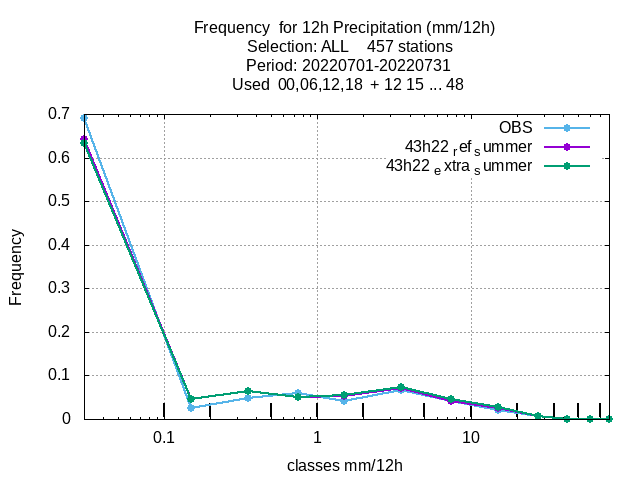 Frequency  for 12h Precipitation (mm/12h)
Selection: ALL    457 stations
Period: 20220701-20220731
Used  00,06,12,18  + 12 15 ... 48
0.7
0.6
0.5
0.4
0.3
0.2
0.1
0
Frequency
OBS
43h22 ref summer
43h22 extra summer
0.1
1
10
classes mm/12h